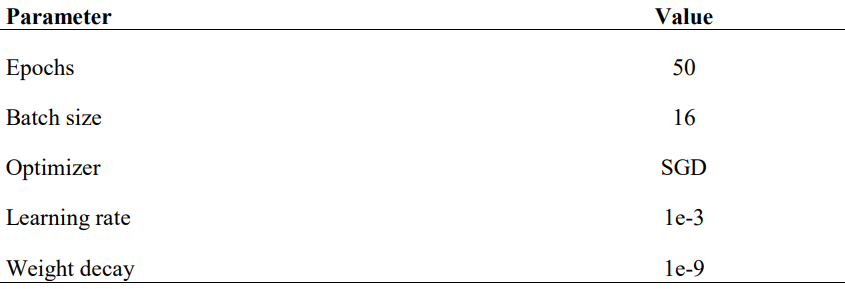 Parameter Value
Epochs 50
Batch size 16
Optimizer SGD
Learning rate 1e-3
Weight decay 1e-9